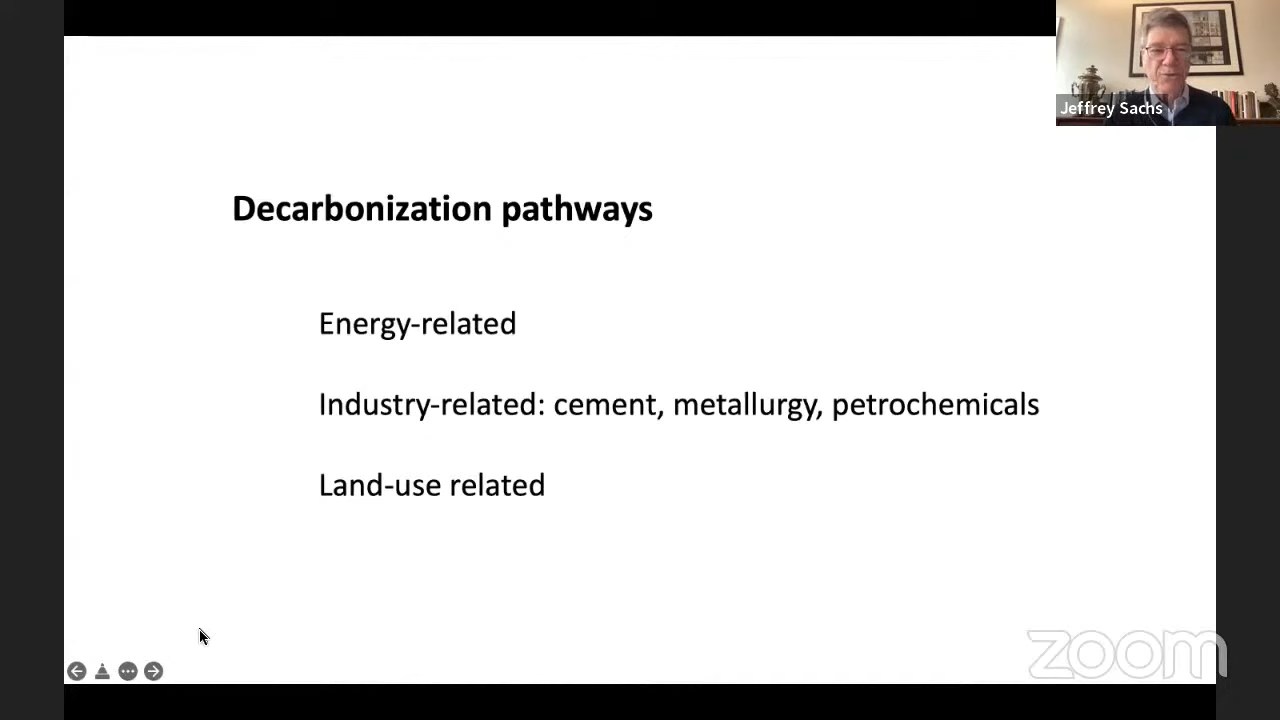 Jeffrey Sachs
Decarbonization pathways
Energy-related
Industry-related: cement, metallurgy, petrochemicals
Land-use related
zoom